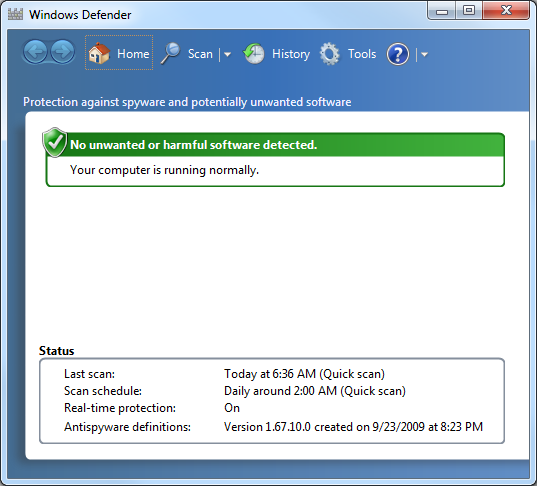 Windows Defender
Home Scan History Tools ?
Protection against spyware and potentially unwanted software
No unwanted or harmful software detected.
Your computer is running normally.
Status
Last scan: Today at 6:36 AM (Quick scan)
Scan schedule: Daily around 2:00 AM (Quick scan)
Real-time protection: On
Antispyware definitions: Version 1.67.10.0 created on 9/23/2009 at 8:23 PM